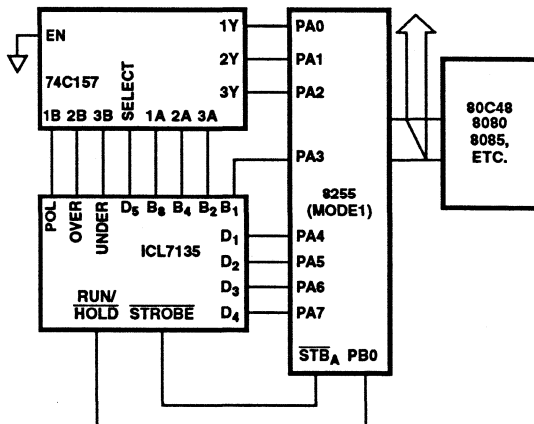 EN
74C157
1Y
2Y
3Y
1B 2B 3B SELECT 1A 2A 3A
PA0
PA1
PA2
PA3
8255
(MODE1)
PA4
PA5
PA6
PA7
STBA PB0
80C48
8080
8085,
ETC.
POL OVER UNDER D5 B8 B4 B2 B1
ICL7135
D1
D2
D3
D4
RUN/
HOLD STROBE